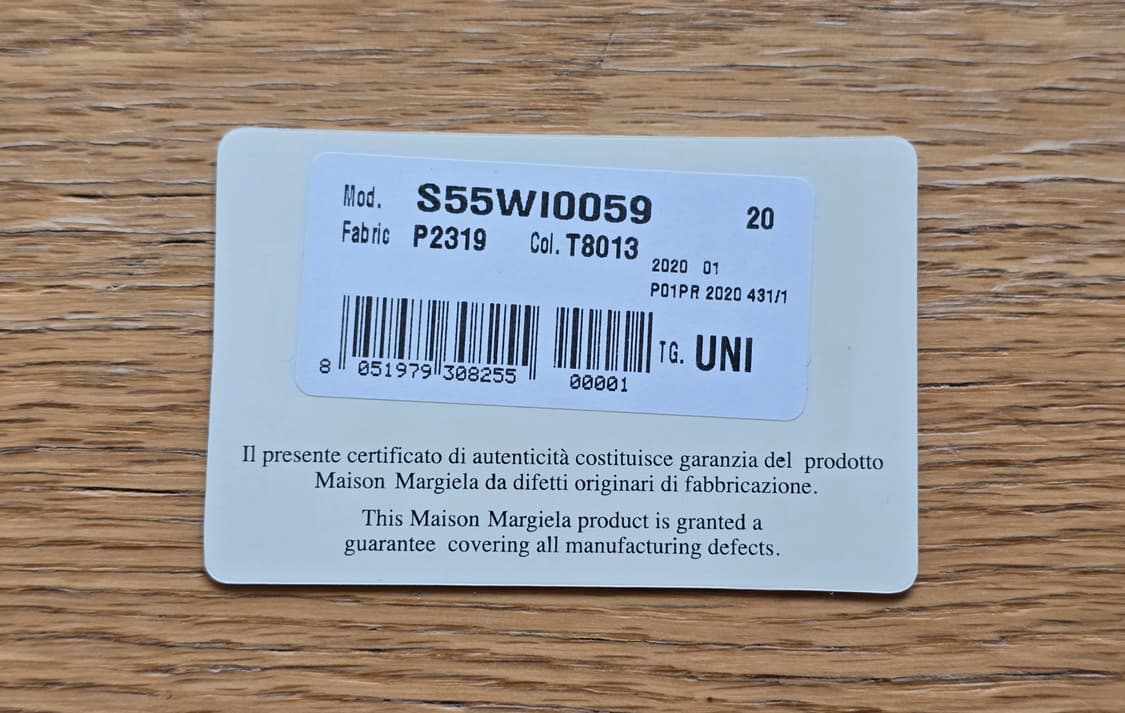 Mod. S55WI0059 20
Fabric P2319 Col. T8013
2020 01
P01PR 2020 431/1
TG. UNI
8 051979 308255 00001
Il presente certificato di autenticità costituisce garanzia del prodotto
Maison Margiela da difetti originari di fabbricazione.
This Maison Margiela product is granted a
guarantee covering all manufacturing defects.